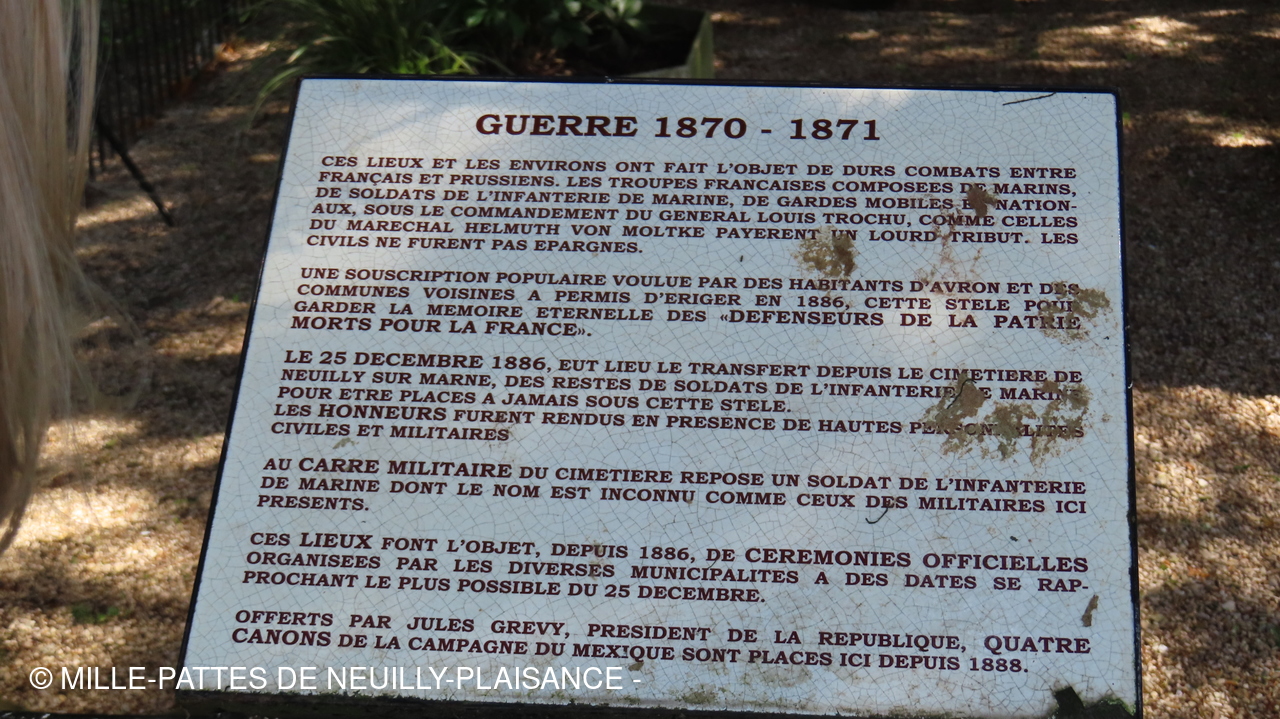 GUERRE 1870 - 1871
CES LIEUX ET LES ENVIRONS ONT FAIT L'OBJET DE DURS COMBATS ENTRE
FRANÇAIS ET PRUSSIENS. LES TROUPES FRANCAISES COMPOSEES DE MARINS,
DE SOLDATS DE L'INFANTERIE DE MARINE, DE GARDES MOBILES ET NATION-
AUX, SOUS LE COMMANDEMENT DU GENERAL LOUIS TROCHU, COMME CELLES
DU MARECHAL HELMUTH VON MOLTKE PAYERENT UN LOURD TRIBUT. LES
CIVILS NE FURENT PAS EPARGNES.
UNE SOUSCRIPTION POPULAIRE VOULUE PAR DES HABITANTS D'AVRON ET DES
COMMUNES VOISINES A PERMIS D'ERIGER EN 1886, CETTE STELE POUR
GARDER LA MEMOIRE ETERNELLE DES «DEFENSEURS DE LA PATRIE
MORTS POUR LA FRANCE».
LE 25 DECEMBRE 1886, EUT LIEU LE TRANSFERT DEPUIS LE CIMETIERE DE
NEUILLY SUR MARNE, DES RESTES DE SOLDATS DE L'INFANTERIE DE MARINE
POUR ETRE PLACES A JAMAIS SOUS CETTE STELE.
LES HONNEURS FURENT RENDUS EN PRESENCE DE HAUTES PERSONNALITES
CIVILES ET MILITAIRES
AU CARRE MILITAIRE DU CIMETIERE REPOSE UN SOLDAT DE L'INFANTERIE
DE MARINE DONT LE NOM EST INCONNU COMME CEUX DES MILITAIRES ICI
PRESENTS.
CES LIEUX FONT L'OBJET, DEPUIS 1886, DE CEREMONIES OFFICIELLES
ORGANISEES PAR LES DIVERSES MUNICIPALITES A DES DATES SE RAP-
PROCHANT LE PLUS POSSIBLE DU 25 DECEMBRE.
OFFERTS PAR JULES GREVY, PRESIDENT DE LA REPUBLIQUE, QUATRE
CANONS DE LA CAMPAGNE DU MEXIQUE SONT PLACES ICI DEPUIS 1888.
© MILLE-PATTES DE NEUILLY-PLAISANCE -